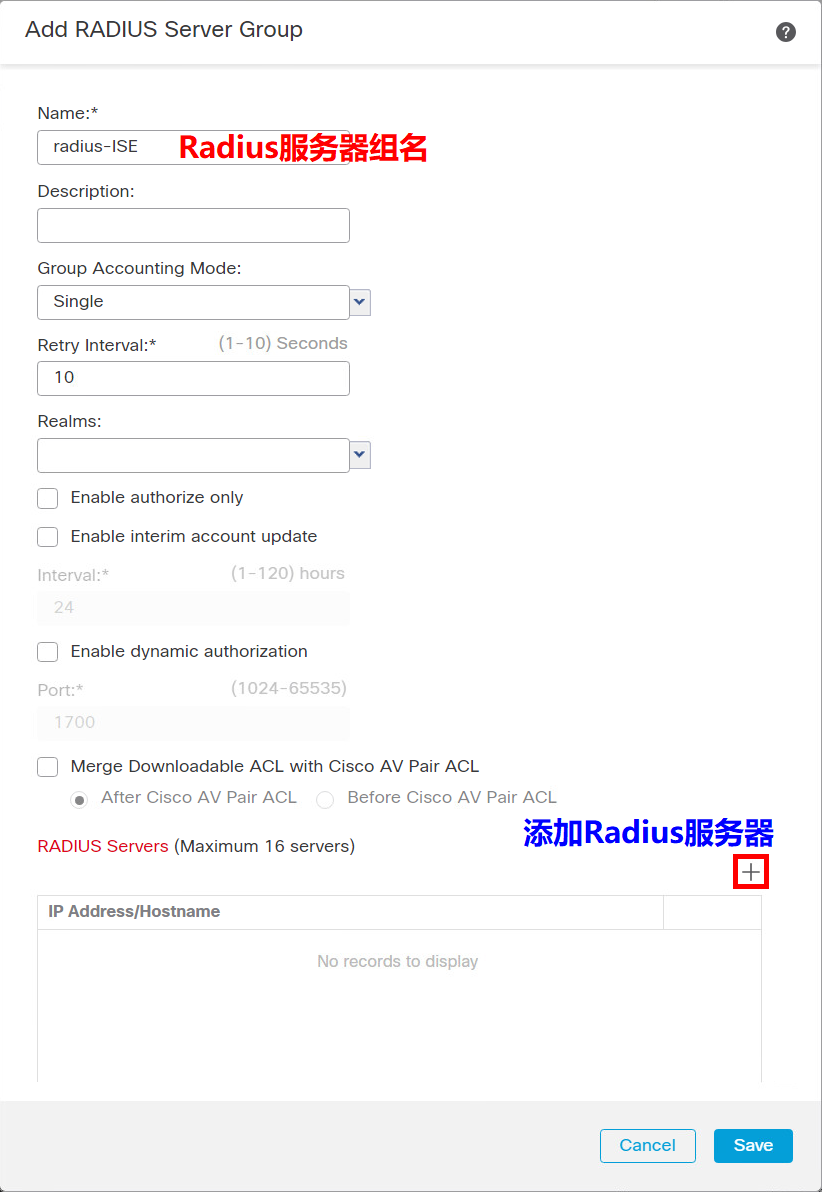 Add RADIUS Server Group
?
Name:*
radius-ISE Radius服务器组名
Description:
Group Accounting Mode:
Single
Retry Interval:* (1-10) Seconds
10
Realms:
Enable authorize only
Enable interim account update
Interval:* (1-120) hours
24
Enable dynamic authorization
Port:* (1024-65535)
1700
Merge Downloadable ACL with Cisco AV Pair ACL
After Cisco AV Pair ACL Before Cisco AV Pair ACL
添加Radius服务器
RADIUS Servers (Maximum 16 servers)
IP Address/Hostname
No records to display
Cancel Save